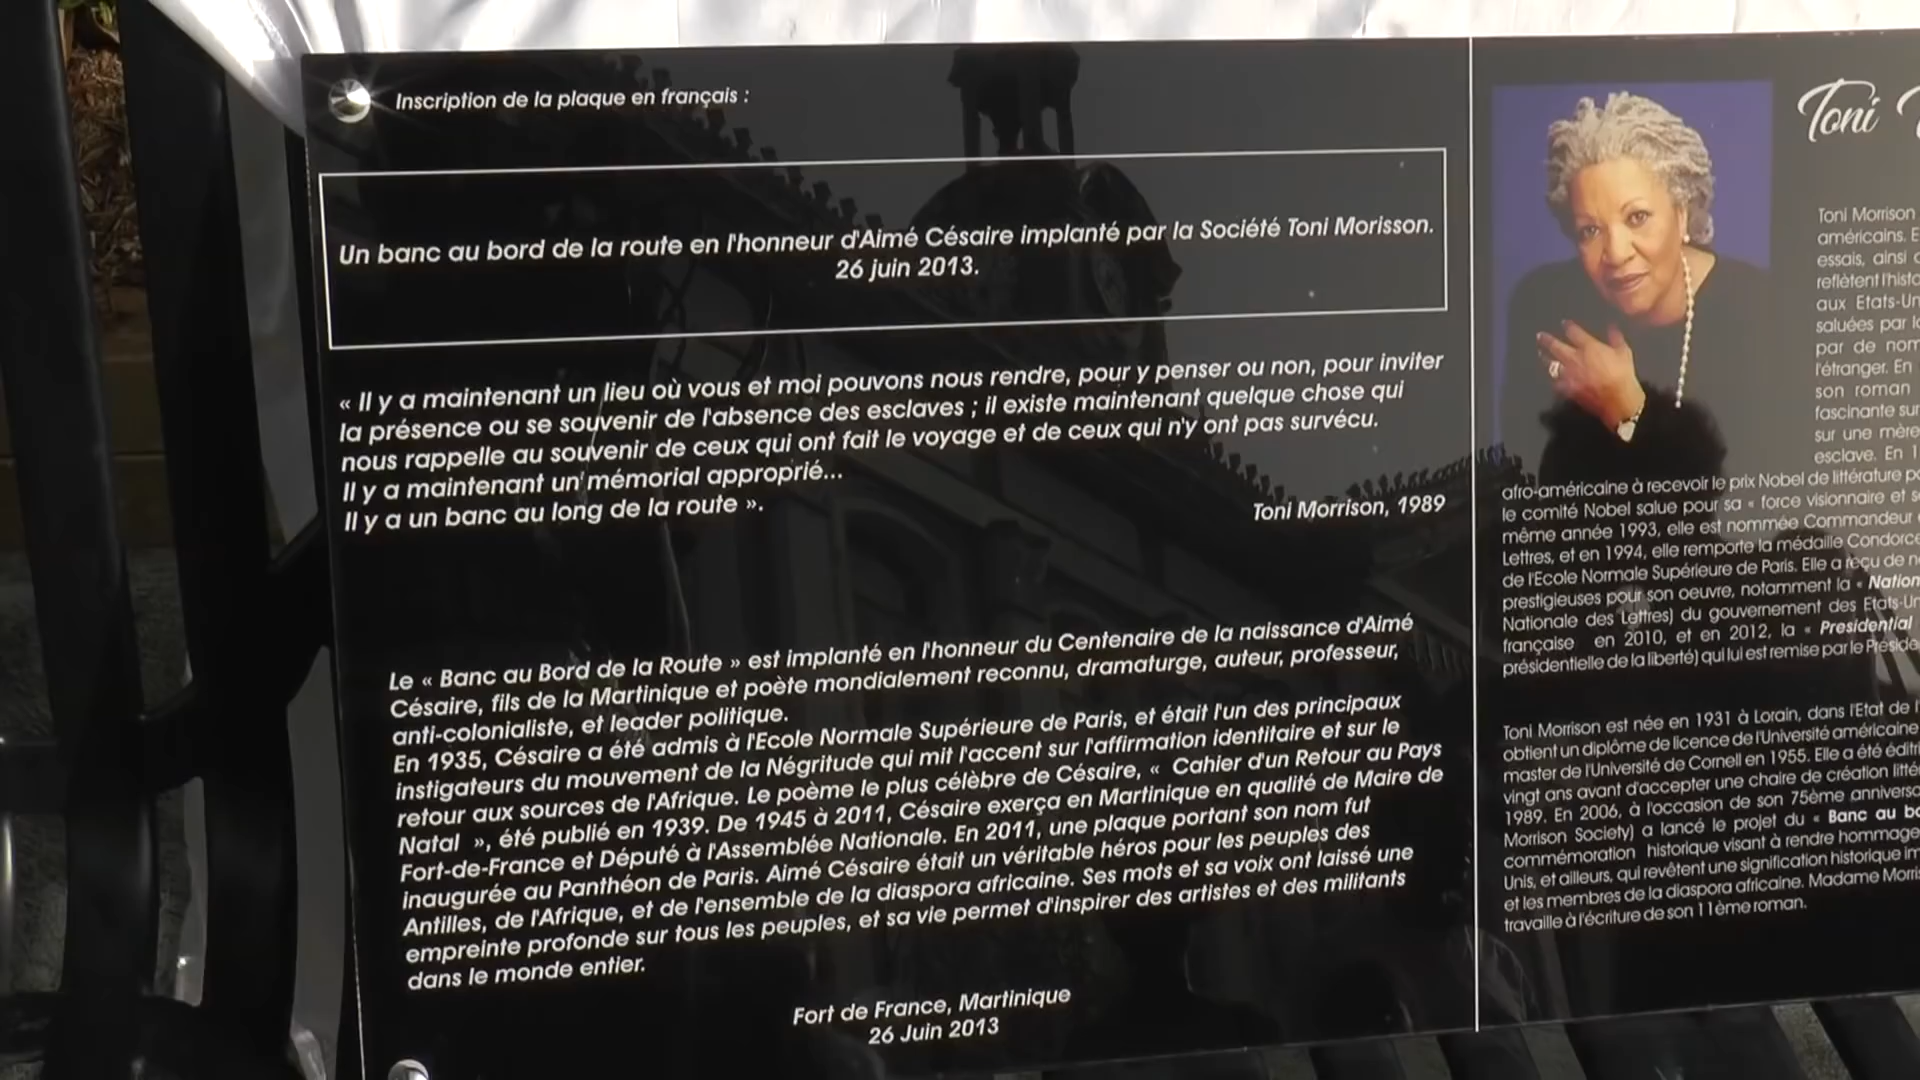 Inscription de la plaque en français :
Un banc au bord de la route en l'honneur d'Aimé Césaire implanté par la Société Toni Morisson.
26 juin 2013.
« Il y a maintenant un lieu où vous et moi pouvons nous rendre, pour y penser ou non, pour inviter
la présence ou se souvenir de l'absence des esclaves ; il existe maintenant quelque chose qui
nous rappelle au souvenir de ceux qui ont fait le voyage et de ceux qui n'y ont pas survécu.
Il y a maintenant un mémorial approprié...
Il y a un banc au long de la route ».
Toni Morrison, 1989
Le « Banc au Bord de la Route » est implanté en l'honneur du Centenaire de la naissance d'Aimé
Césaire, fils de la Martinique et poète mondialement reconnu, dramaturge, auteur, professeur,
anti-colonialiste, et leader politique.
En 1935, Césaire a été admis à l'Ecole Normale Supérieure de Paris, et était l'un des principaux
instigateurs du mouvement de la Négritude qui mit l'accent sur l'affirmation identitaire et sur le
retour aux sources de l'Afrique. Le poème le plus célèbre de Césaire, « Cahier d'un Retour au Pays
Natal », été publié en 1939. De 1945 à 2011, Césaire exerça en Martinique en qualité de Maire de
Fort-de-France et Député à l'Assemblée Nationale. En 2011, une plaque portant son nom fut
inaugurée au Panthéon de Paris. Aimé Césaire était un véritable héros pour les peuples des
Antilles, de l'Afrique, et de l'ensemble de la diaspora africaine. Ses mots et sa voix ont laissé une
empreinte profonde sur tous les peuples, et sa vie permet d'inspirer des artistes et des militants
dans le monde entier.
Fort de France, Martinique
26 Juin 2013
Toni
Toni Morrison
américains.
essais, ainsi
reflètent
aux Etats-Un
saluées par
par de nom
l'étranger. En
son roman
fascinante sur
sur une mère
esclave. En 1
afro-américaine à recevoir le prix Nobel de littérature
le comité Nobel salue pour sa « force visionnaire et
même année 1993, elle est nommée Commandeur
Lettres, et en 1994, elle remporte la médaille Condorce
de l'Ecole Normale Supérieure de Paris. Elle a reçu de
prestigieuses pour son oeuvre, notamment la « Nation
Nationale des Lettres) du gouvernement des Etats-Un
française en 2010, et en 2012, la « Presidential
présidentielle de la liberté) qui lui est remise par le Préside
Toni Morrison est née en 1931 à Lorain, dans l'Etat de l'
obtient un diplôme de licence de l'Université américaine
master de l'Université de Cornell en 1955. Elle a été éditri
vingt ans avant d'accepter une chaire de création litté
1989. En 2006, à l'occasion de son 75ème anniversa
Morrison Society) a lancé le projet du « Banc au bo
commémoration historique visant à rendre hommage
Unis, et ailleurs, qui revêtent une signification historique im
et les membres de la diaspora africaine. Madame Morris
travaille à l'écriture de son 11ème roman.